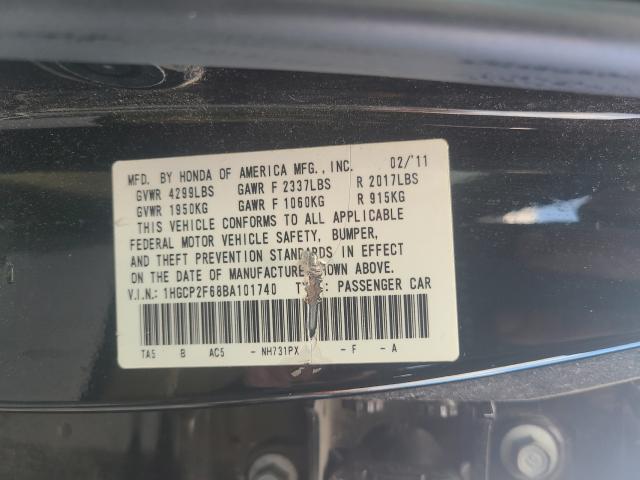 MFD. BY HONDA OF AMERICA MFG., INC. 02/'11
GVWR 4299LBS GAWR F 2337LBS R 2017LBS
GVWR 1950KG GAWR F 1060KG R 915KG
THIS VEHICLE CONFORMS TO ALL APPLICABLE
FEDERAL MOTOR VEHICLE SAFETY, BUMPER,
AND THEFT PREVENTION STANDARDS IN EFFECT
ON THE DATE OF MANUFACTURE SHOWN ABOVE.
V.I.N.: 1HGCP2F68BA101740 TYPE: PASSENGER CAR
TA5 B AC5 - NH731PX - F - A